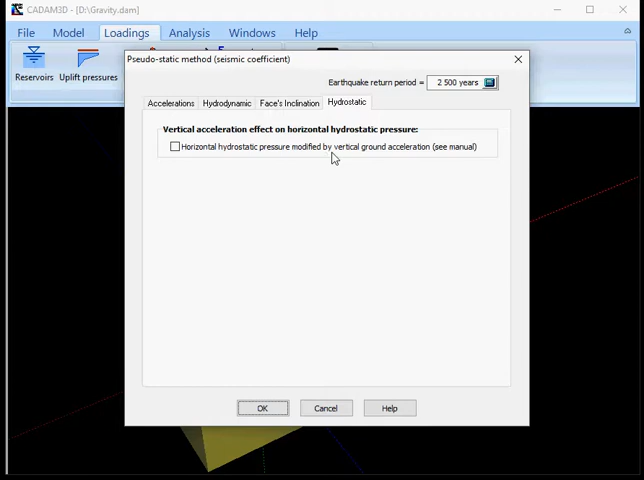 CADAM3D - [D:\Gravity.dam]
File Model Loadings Analysis Windows Help
Reservoirs Uplift pressures
Pseudo-static method (seismic coefficient)
Earthquake return period = 2 500 years
Accelerations Hydrodynamic Face's Inclination Hydrostatic
Vertical acceleration effect on horizontal hydrostatic pressure:
Horizontal hydrostatic pressure modified by vertical ground acceleration (see manual)
OK Cancel Help